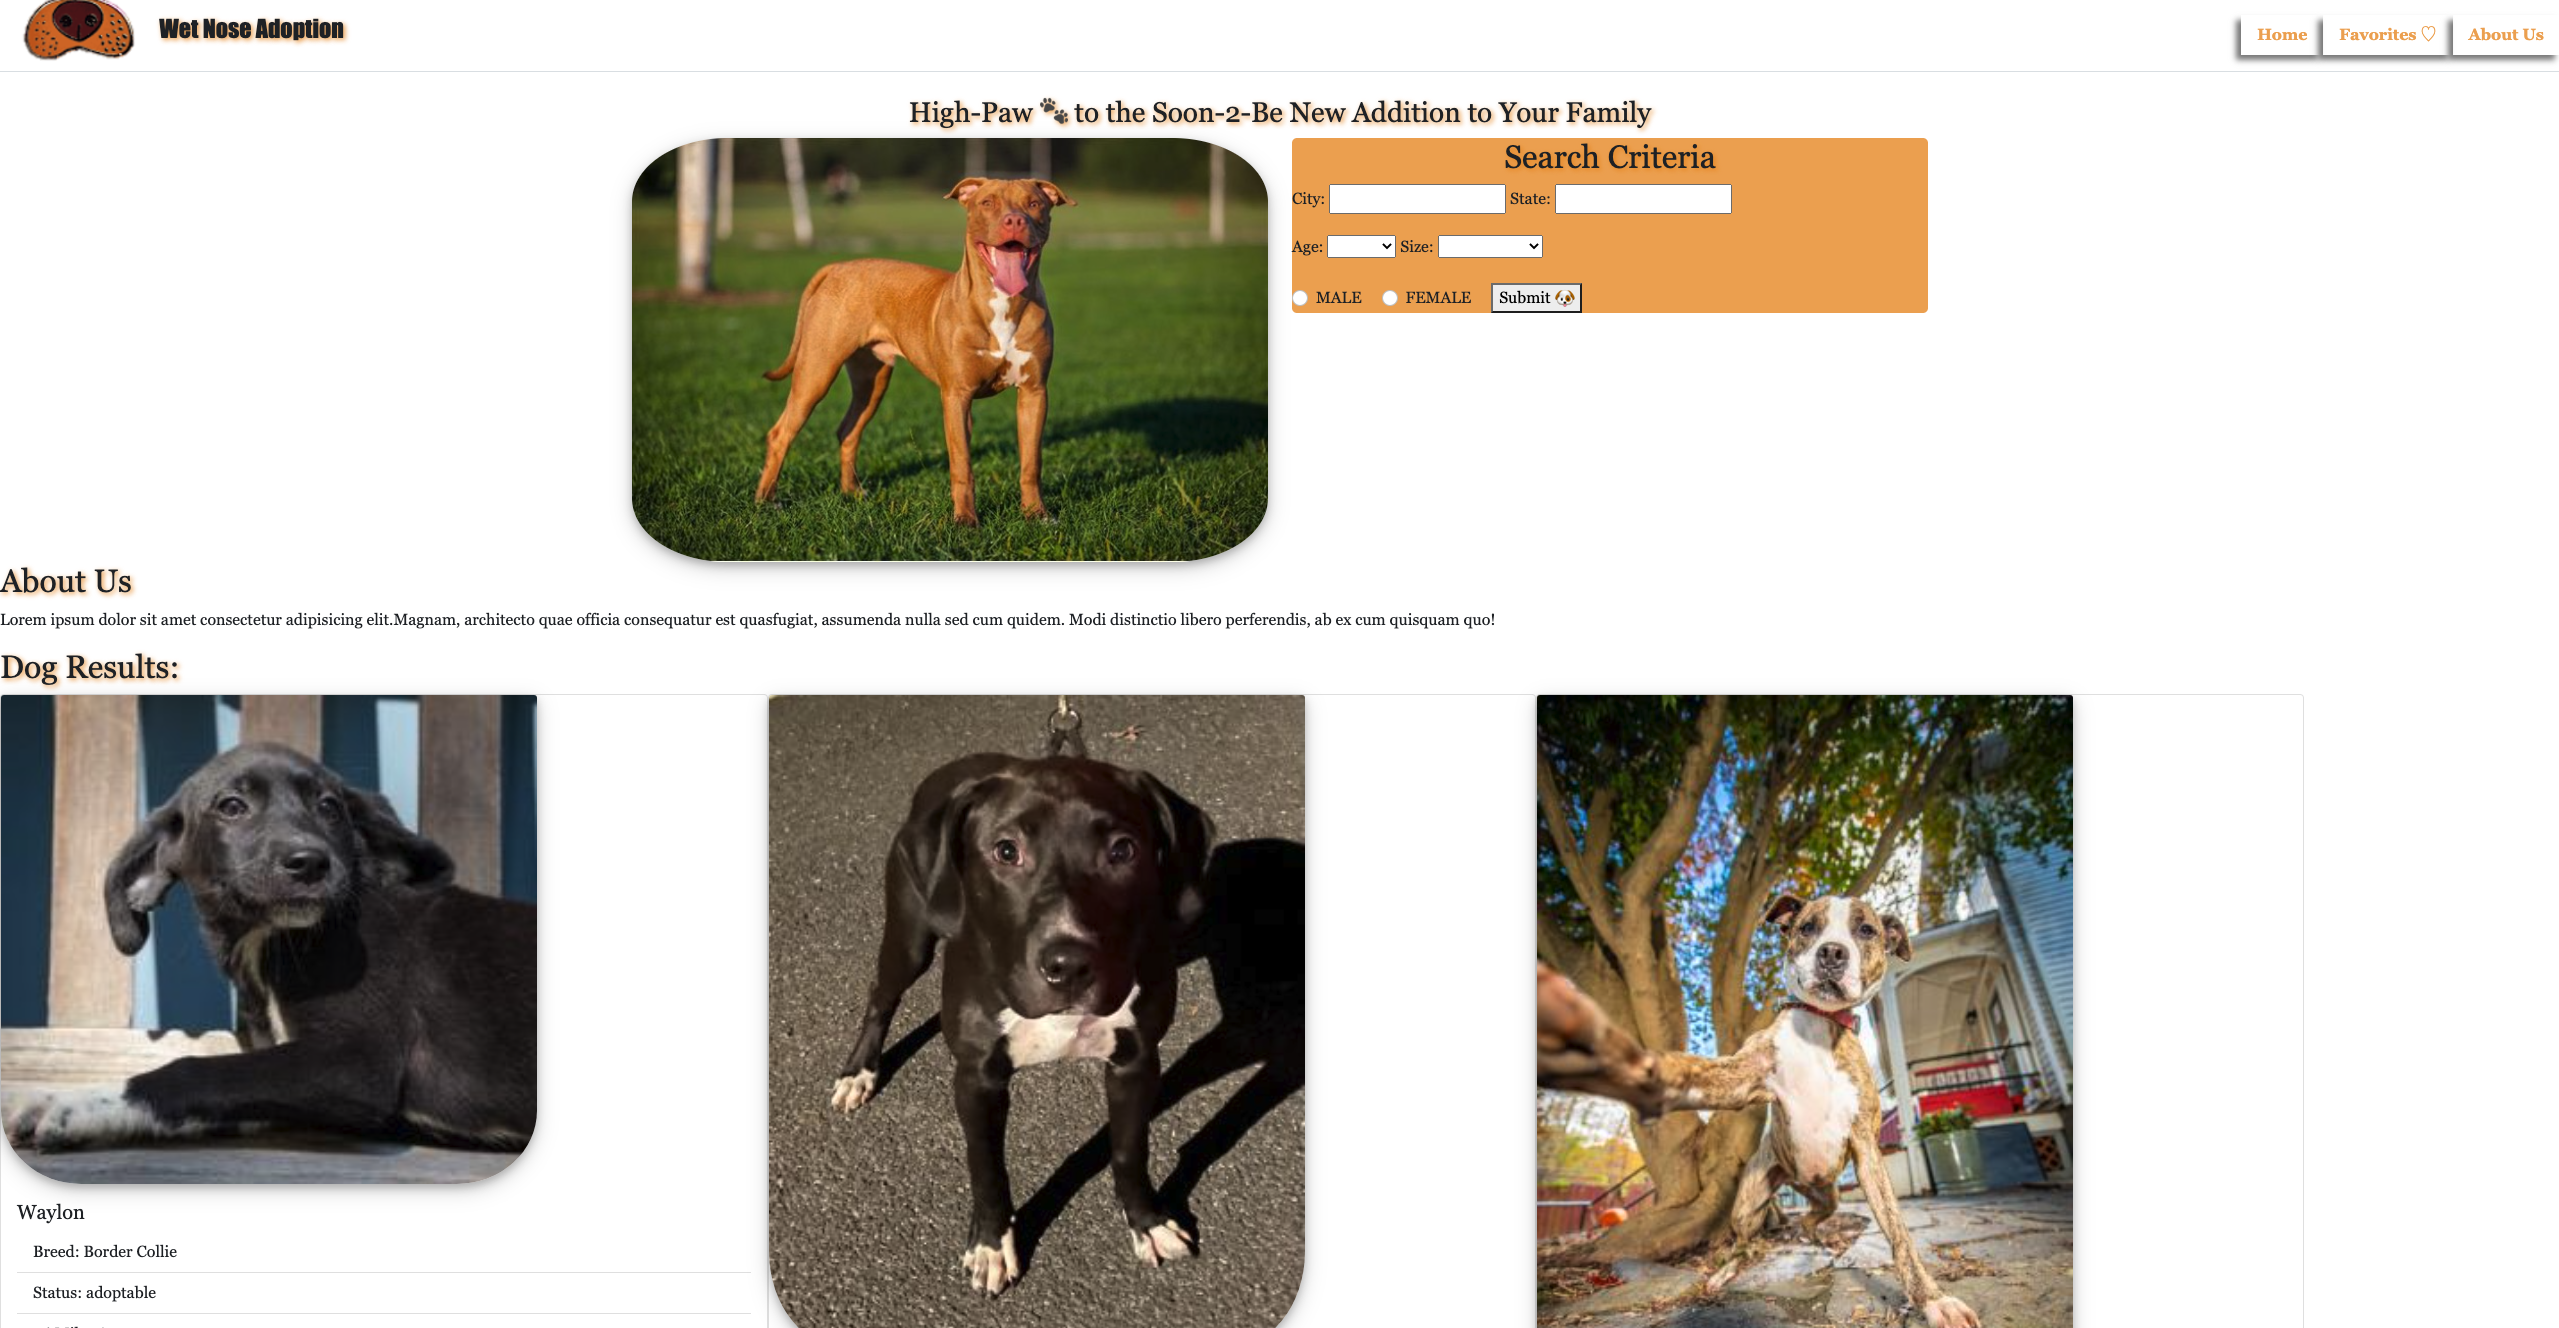 Wet Nose Adoption
Home
Favorites ♡
About Us
High-Paw 🐾 to the Soon-2-Be New Addition to Your Family
Search Criteria
City: State:
Age: Size:
MALE FEMALE Submit 🐶
About Us
Lorem ipsum dolor sit amet consectetur adipisicing elit.Magnam, architecto quae officia consequatur est quasfugiat, assumenda nulla sed cum quidem. Modi distinctio libero perferendis, ab ex cum quisquam quo!
Dog Results:
Waylon
Breed: Border Collie
Status: adoptable